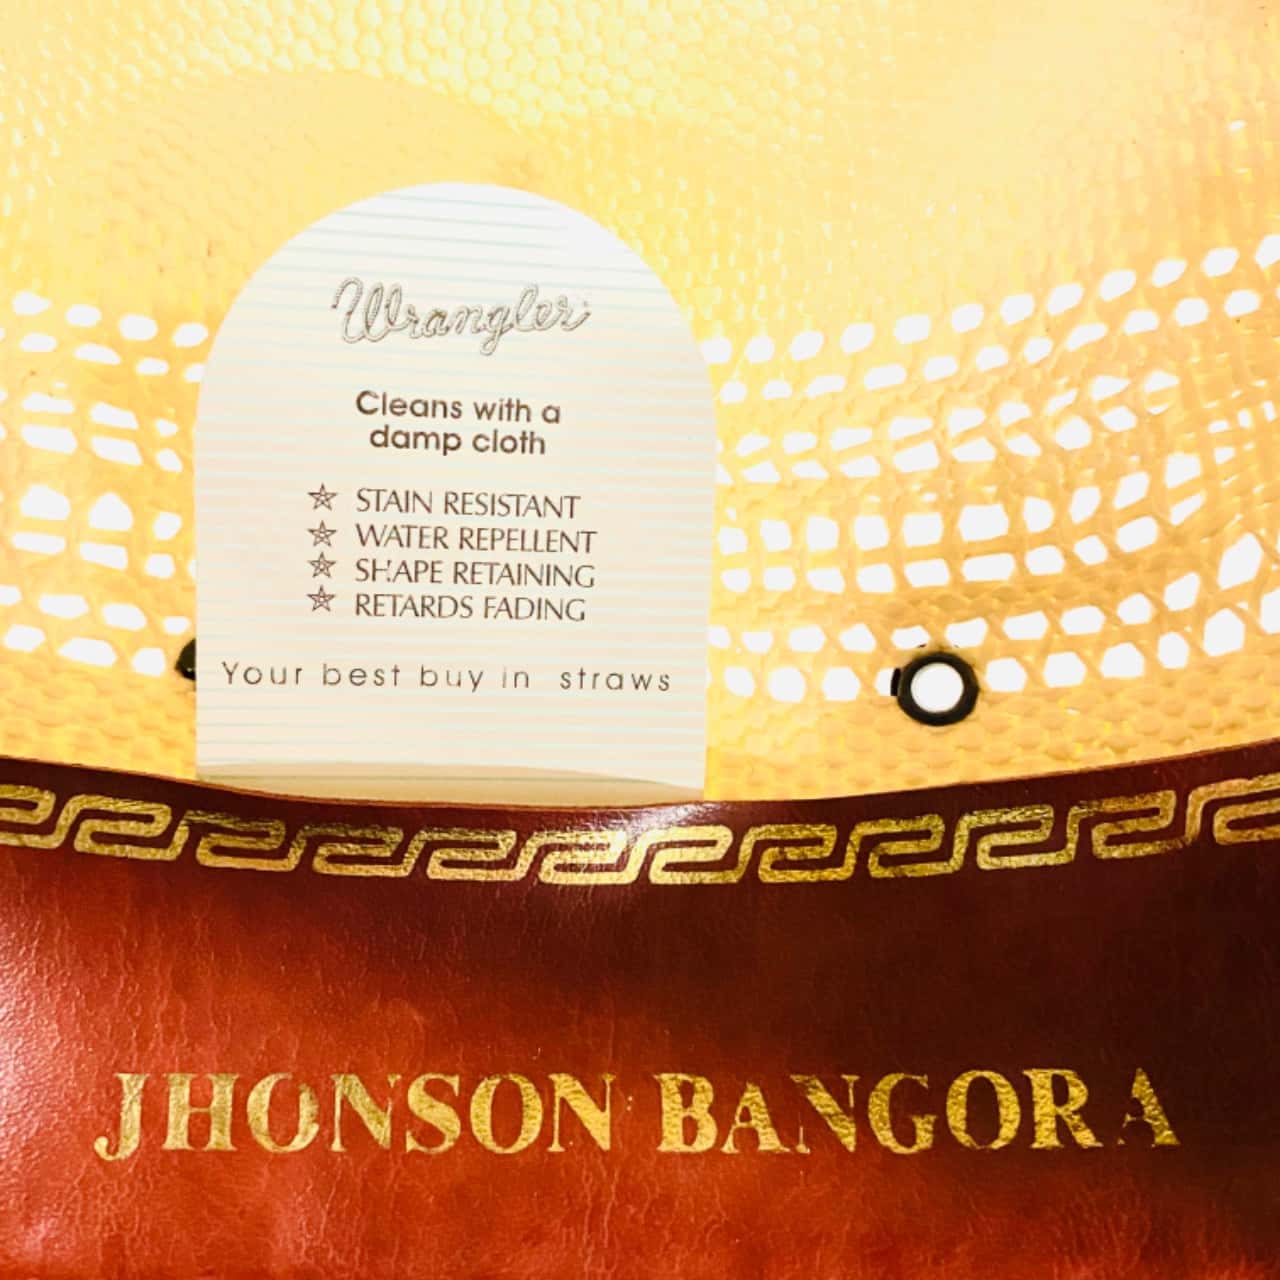 Wrangler
Cleans with a
damp cloth
STAIN RESISTANT
WATER REPELLENT
SHAPE RETAINING
RETARDS FADING
Your best buy in straws
JHONSON BANGORA